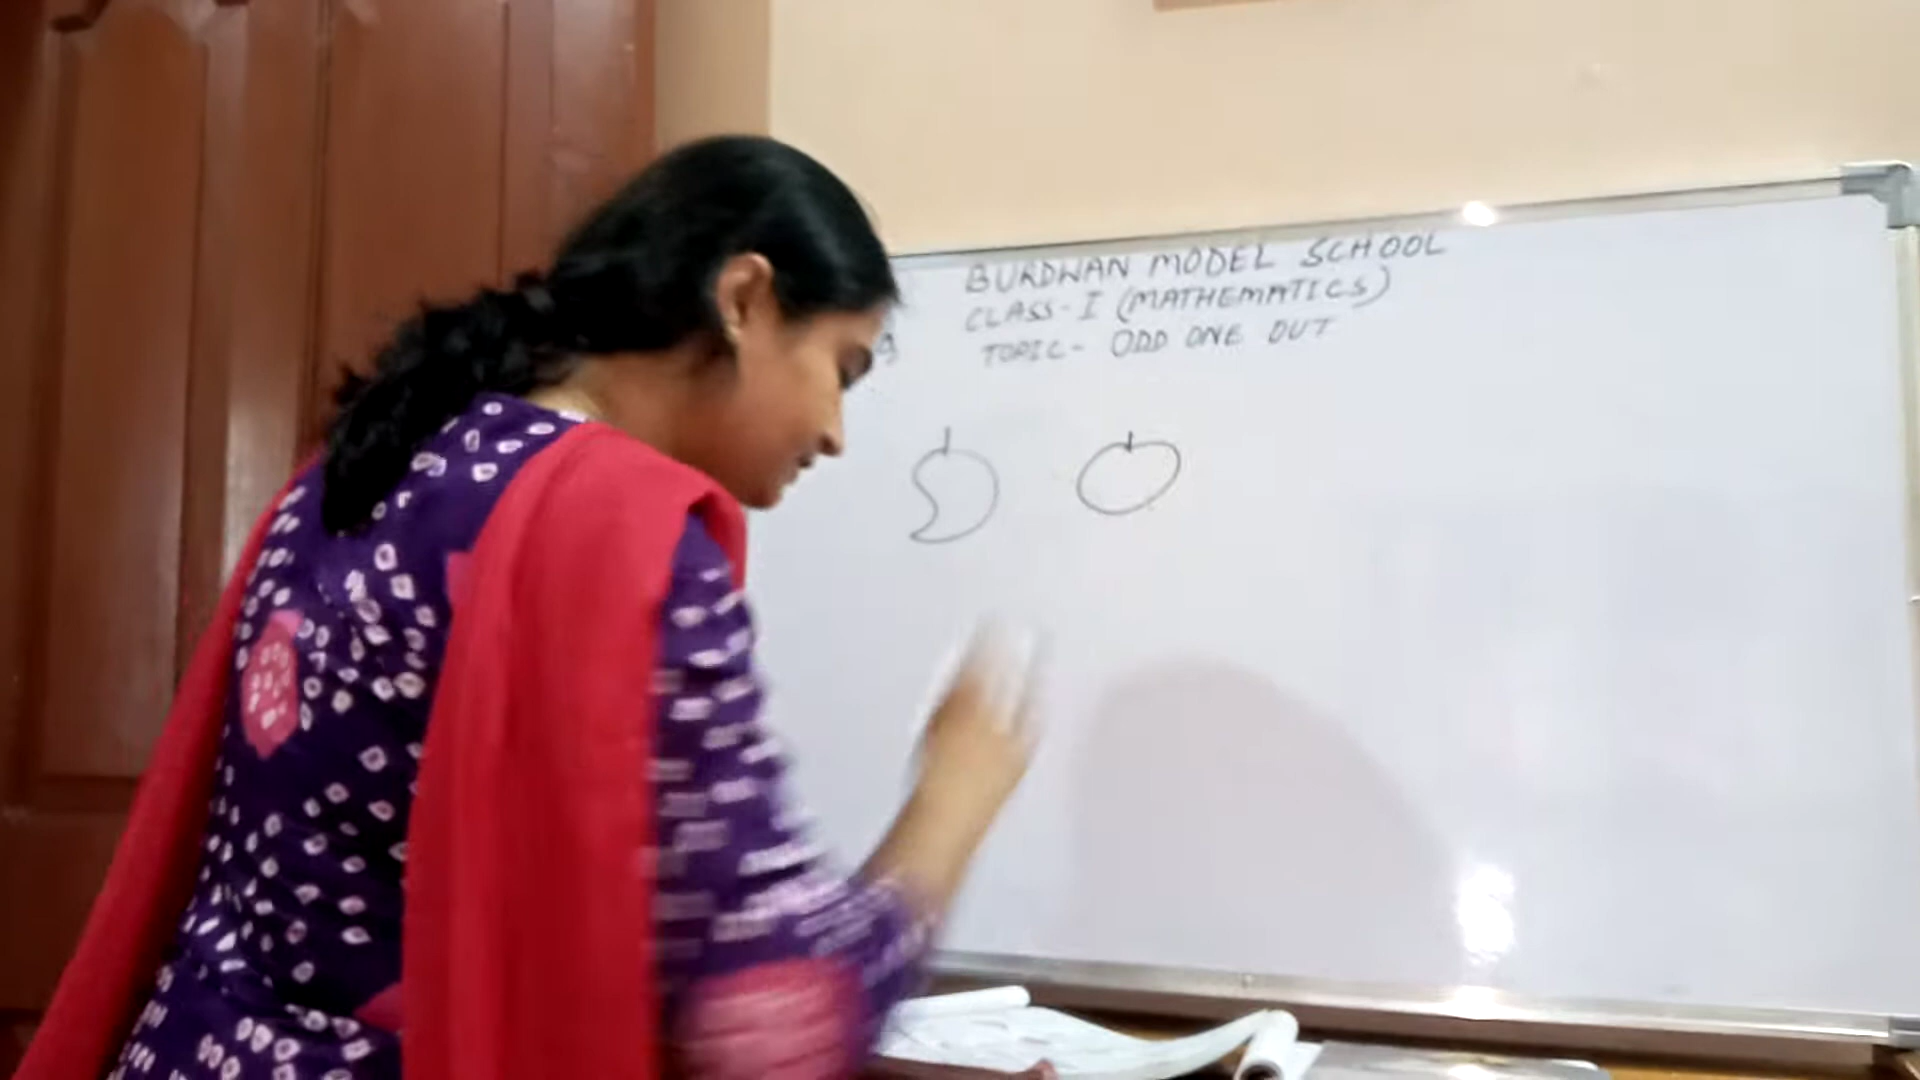 BURDWAN MODEL SCHOOL
CLASS-I (MATHEMATICS)
TOPIC- ODD ONE OUT